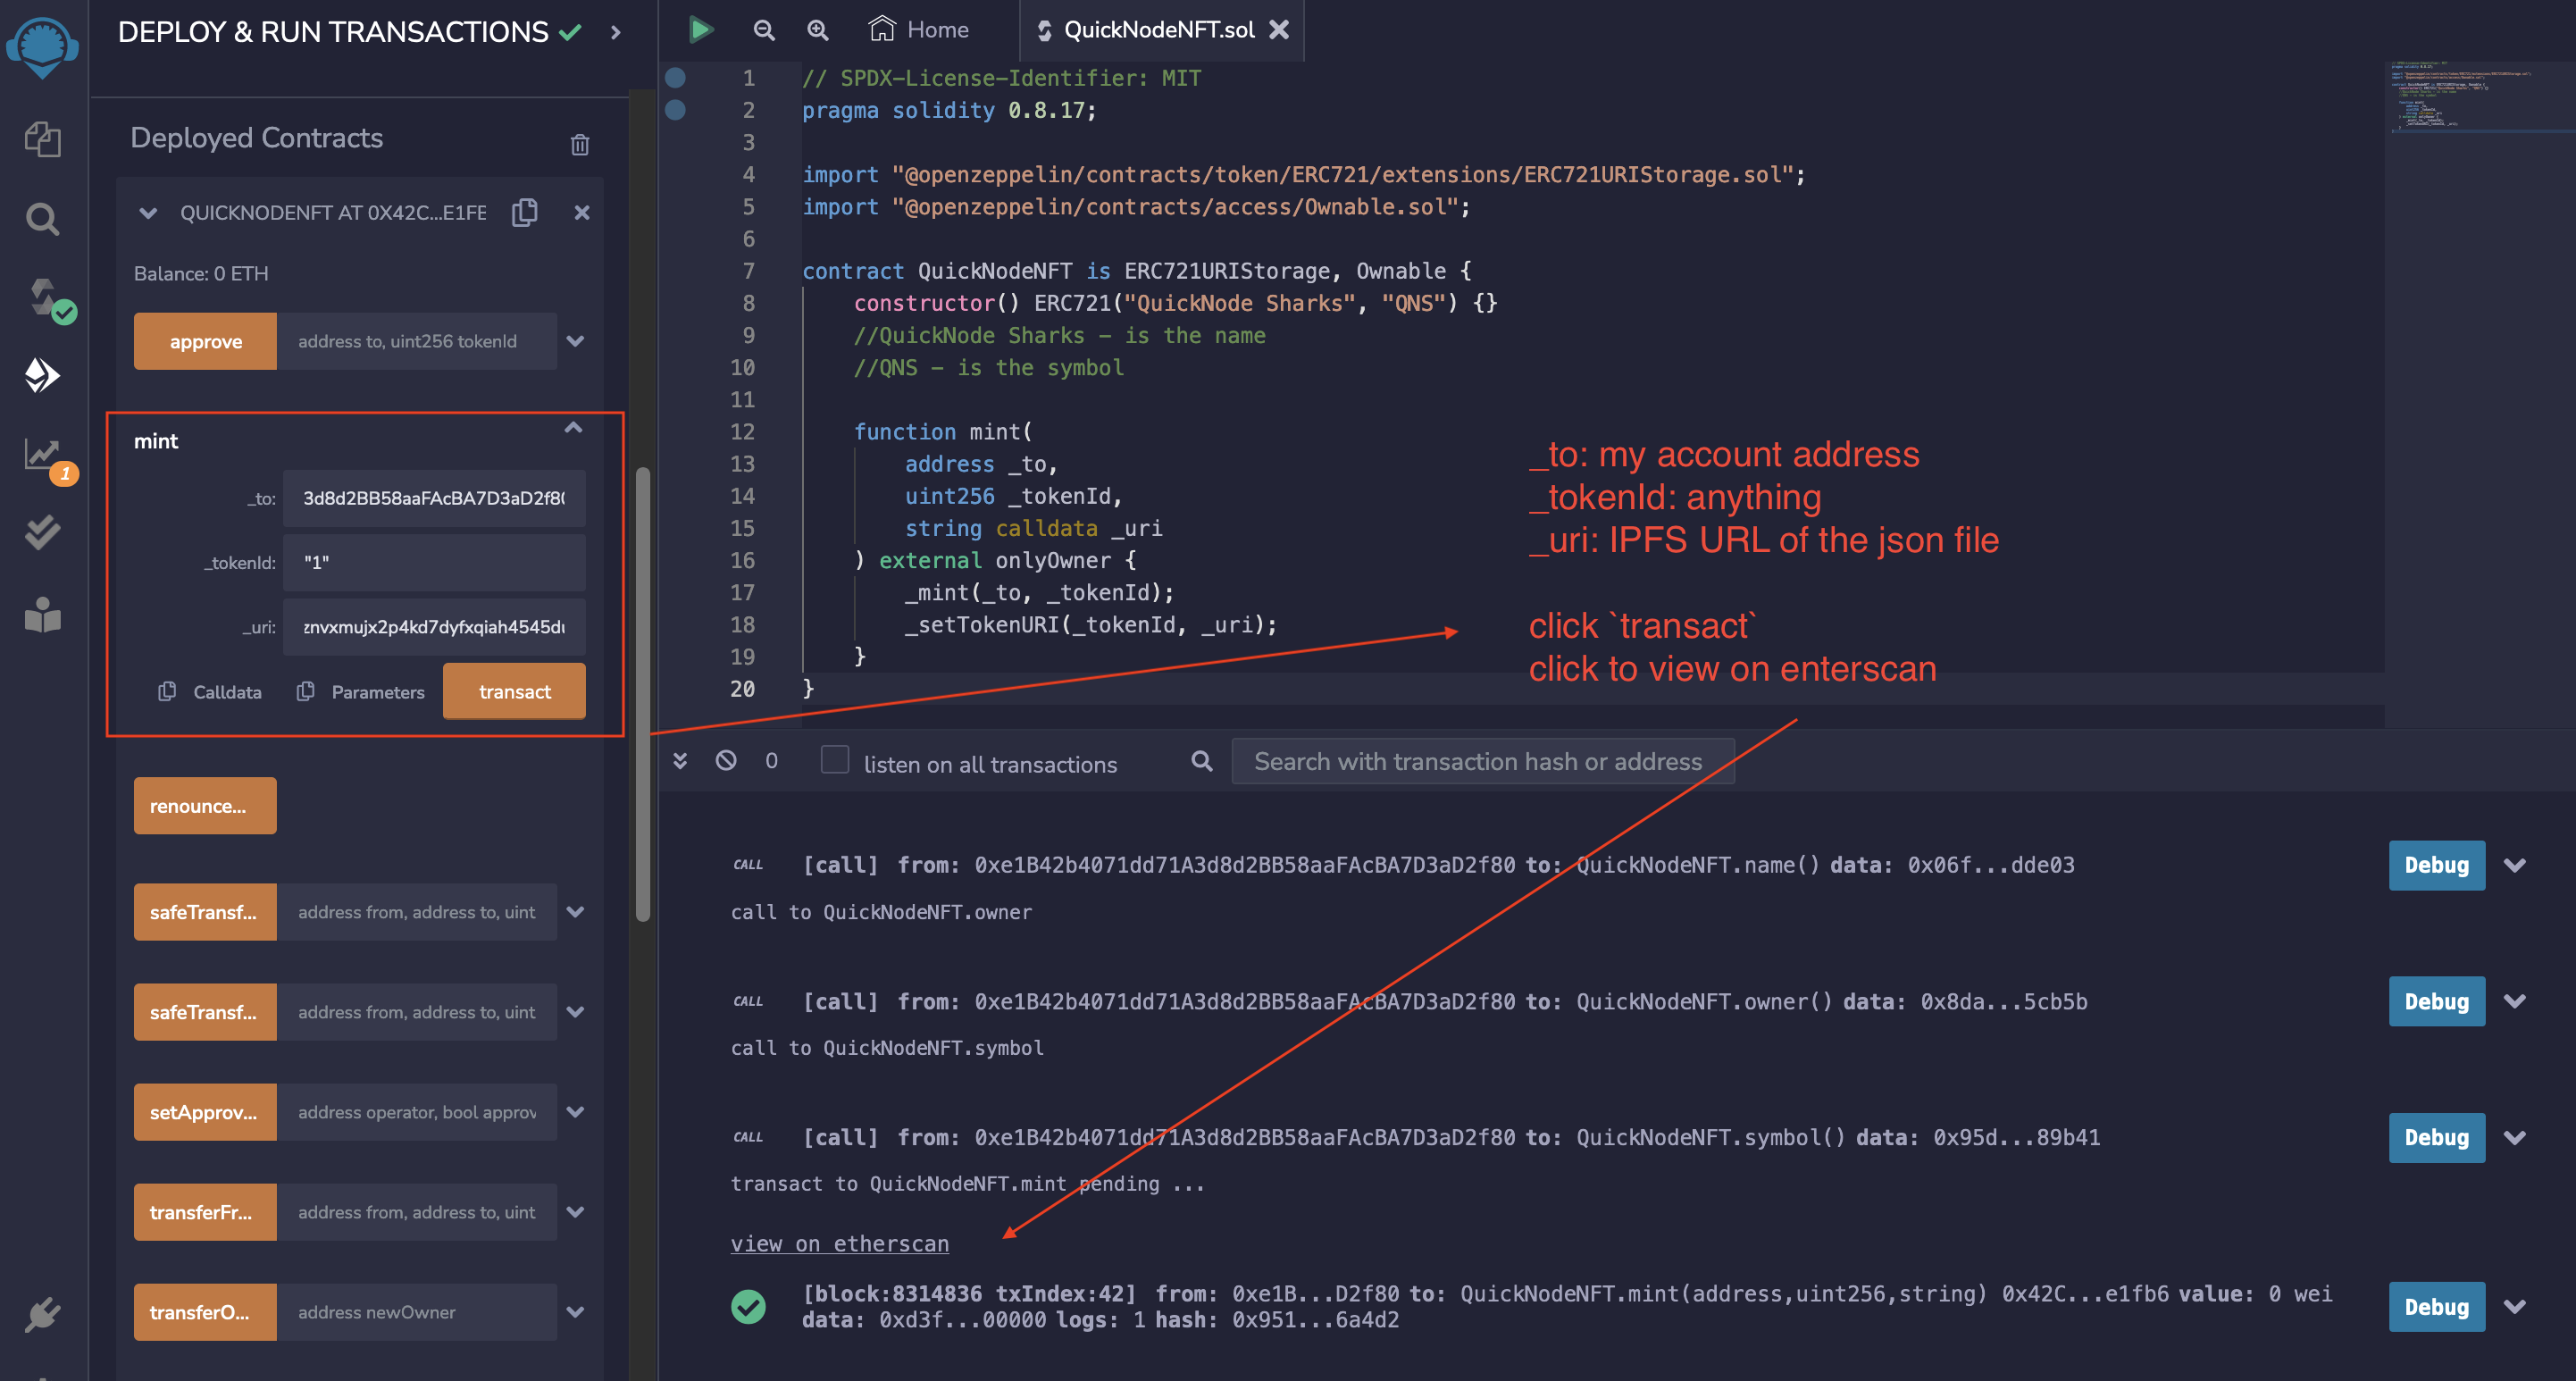 DEPLOY & RUN TRANSACTIONS
Deployed Contracts
QUICKNODENFT AT 0X42C...E1FE
Balance: 0 ETH
approve address to, uint256 tokenId
mint
_to: 3d8d2BB58aaFAcBA7D3aD2f80
_tokenId: "1"
_uri: znvxmujx2p4kd7dyfxqiah4545du
Calldata Parameters transact
renounce...
safeTransf... address from, address to, uint
safeTransf... address from, address to, uint
setApprov... address operator, bool approv
transferFr... address from, address to, uint
transferO... address newOwner
1
Home QuickNodeNFT.sol
1 // SPDX-License-Identifier: MIT
2 pragma solidity 0.8.17;
3
4 import "@openzeppelin/contracts/token/ERC721/extensions/ERC721URIStorage.sol";
5 import "@openzeppelin/contracts/access/Ownable.sol";
6
7 contract QuickNodeNFT is ERC721URIStorage, Ownable {
8 constructor() ERC721("QuickNode Sharks", "QNS") {}
9 //QuickNode Sharks - is the name
10 //QNS - is the symbol
11
12 function mint(
13 address _to,
14 uint256 _tokenId,
15 string calldata _uri
16 ) external onlyOwner {
17 _mint(_to, _tokenId);
18 _setTokenURI(_tokenId, _uri);
19 }
20 }
_to: my account address
_tokenId: anything
_uri: IPFS URL of the json file
click `transact`
click to view on enterscan
0 listen on all transactions Search with transaction hash or address
CALL [call] from: 0xe1B42b4071dd71A3d8d2BB58aaFAcBA7D3aD2f80 to: QuickNodeNFT.name() data: 0x06f...dde03 Debug
call to QuickNodeNFT.owner
CALL [call] from: 0xe1B42b4071dd71A3d8d2BB58aaFAcBA7D3aD2f80 to: QuickNodeNFT.owner() data: 0x8da...5cb5b Debug
call to QuickNodeNFT.symbol
CALL [call] from: 0xe1B42b4071dd71A3d8d2BB58aaFAcBA7D3aD2f80 to: QuickNodeNFT.symbol() data: 0x95d...89b41 Debug
transact to QuickNodeNFT.mint pending ...
view on etherscan
[block:8314836 txIndex:42] from: 0xe1B...D2f80 to: QuickNodeNFT.mint(address,uint256,string) 0x42C...e1fb6 value: 0 wei Debug
data: 0xd3f...00000 logs: 1 hash: 0x951...6a4d2